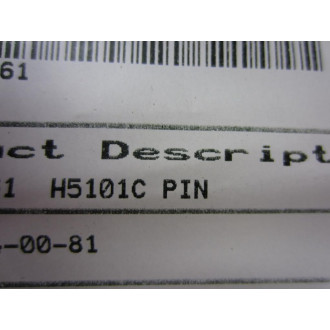 61
uct Descript
1 H5101C PIN
-00-81